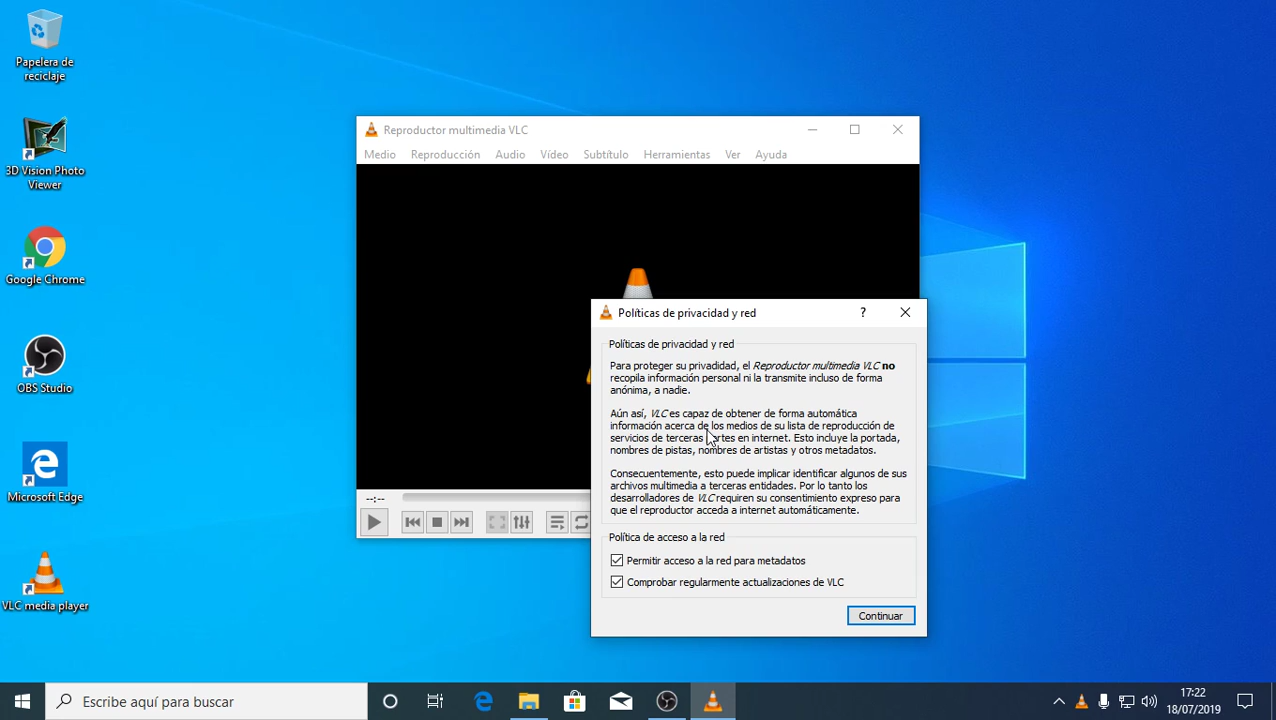 Papelera de
reciclaje
3D Vision Photo
Viewer
Google Chrome
OBS Studio
Microsoft Edge
VLC media player
Reproductor multimedia VLC
Medio Reproducción Audio Vídeo Subtítulo Herramientas Ver Ayuda
--:--
Políticas de privacidad y red
?
Políticas de privacidad y red
Para proteger su privadidad, el Reproductor multimedia VLC no
recopila información personal ni la transmite incluso de forma
anónima, a nadie.
Aún así, VLC es capaz de obtener de forma automática
información acerca de los medios de su lista de reproducción de
servicios de terceras partes en internet. Esto incluye la portada,
nombres de pistas, nombres de artistas y otros metadatos.
Consecuentemente, esto puede implicar identificar algunos de sus
archivos multimedia a terceras entidades. Por lo tanto los
desarrolladores de VLC requiren su consentimiento expreso para
que el reproductor acceda a internet automáticamente.
Política de acceso a la red
Permitir acceso a la red para metadatos
Comprobar regularmente actualizaciones de VLC
Continuar
Escribe aquí para buscar
17:22
18/07/2019